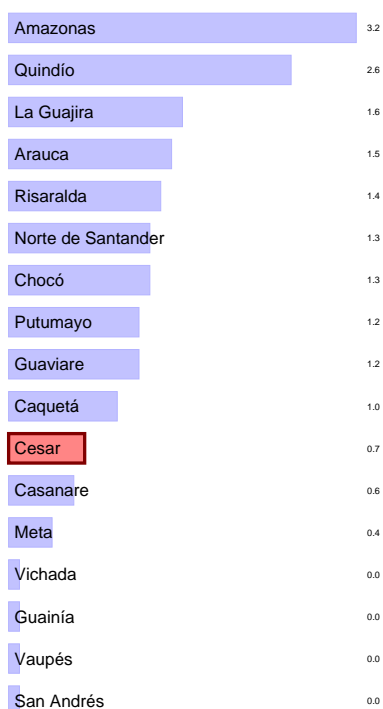 Amazonas 3.2
Quindío 2.6
La Guajira 1.6
Arauca 1.5
Risaralda 1.4
Norte de Santander 1.3
Chocó 1.3
Putumayo 1.2
Guaviare 1.2
Caquetá 1.0
Cesar 0.7
Casanare 0.6
Meta 0.4
Vichada 0.0
Guainía 0.0
Vaupés 0.0
San Andrés 0.0